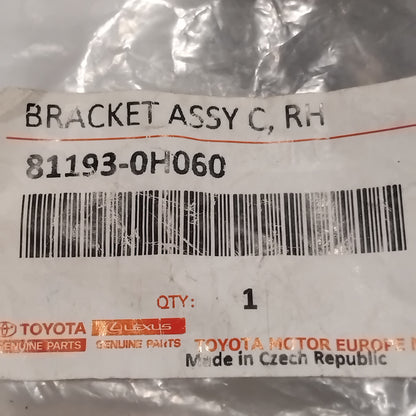 BRACKET ASSY C, RH
81193-0H060
QTY: 1
TOYOTA LEXUS
GENUINE PARTS GENUINE PARTS TOYOTA MOTOR EUROPE
Made in Czech Republic